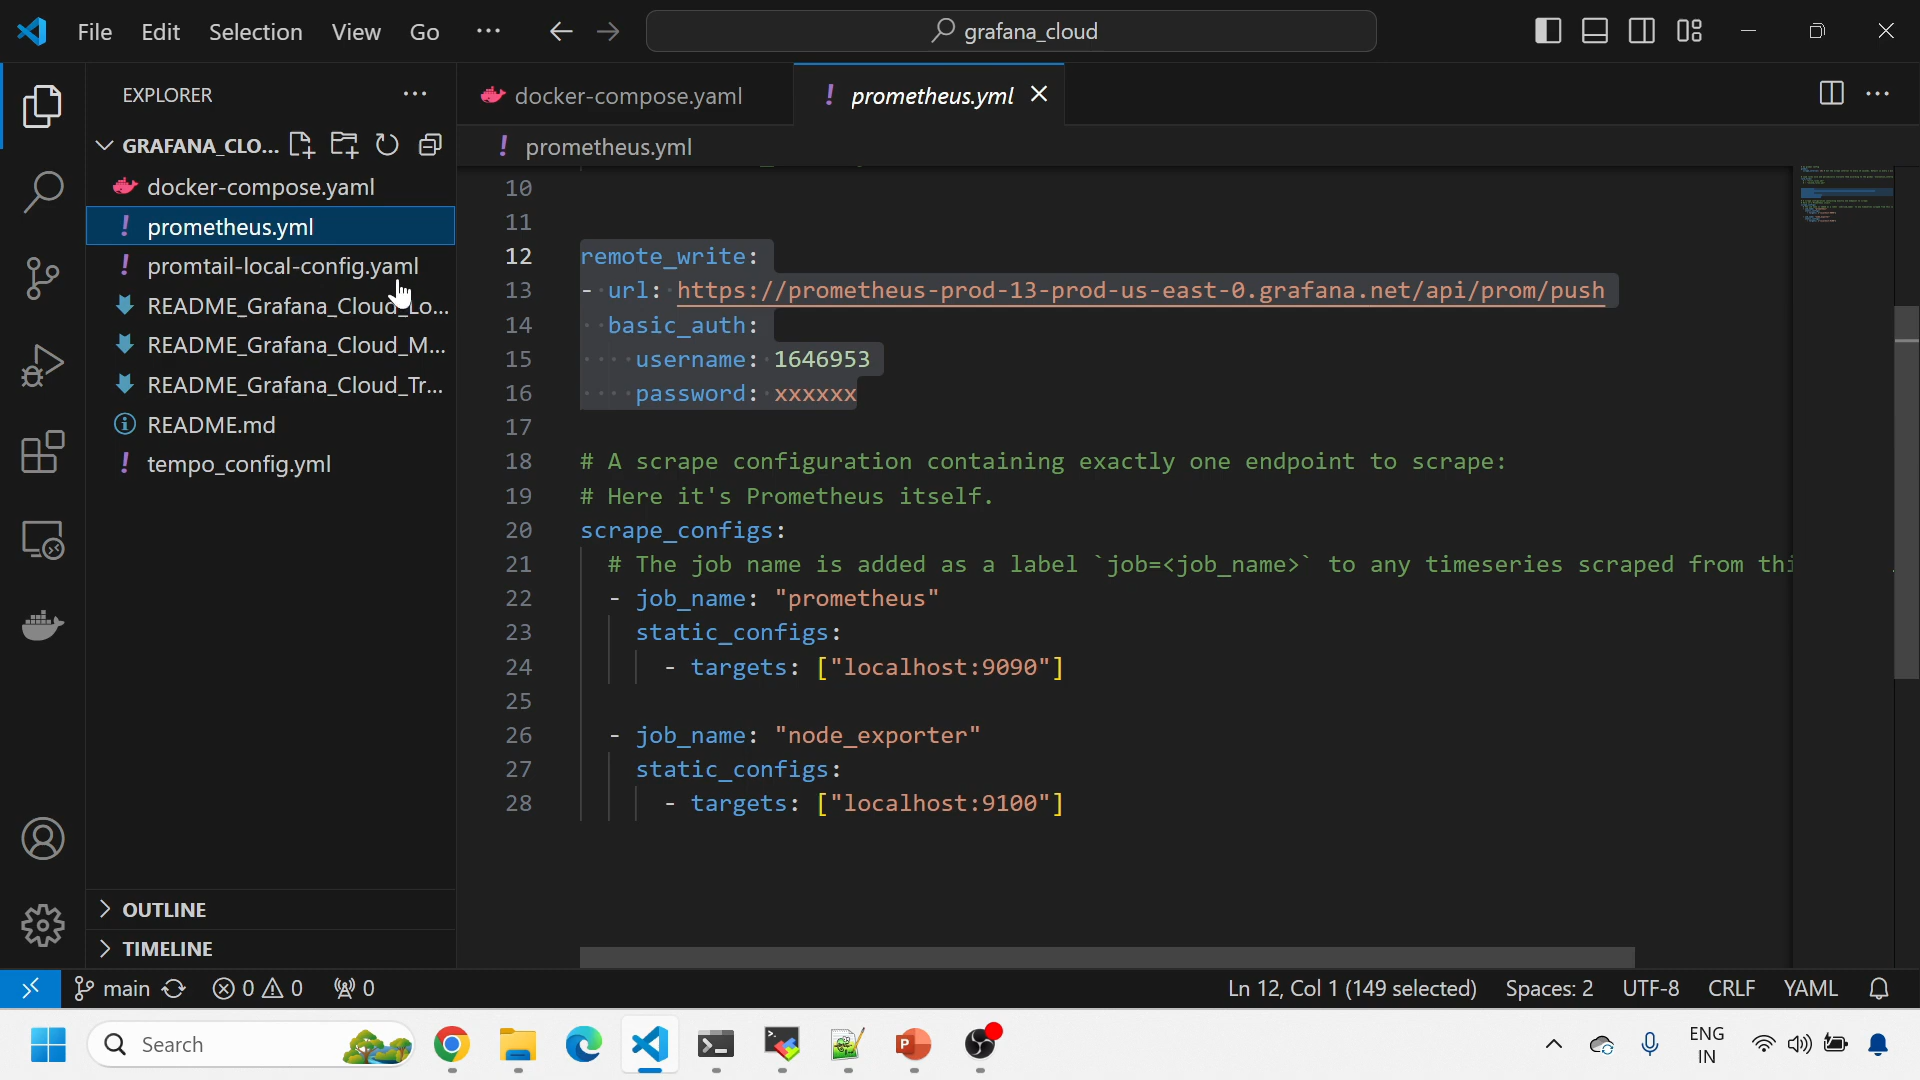 File Edit Selection View Go ··· grafana_cloud
EXPLORER ···
GRAFANA_CLO...
docker-compose.yaml
prometheus.yml
promtail-local-config.yaml
README_Grafana_Cloud_Lo...
README_Grafana_Cloud_M...
README_Grafana_Cloud_Tr...
README.md
tempo_config.yml
OUTLINE
TIMELINE
docker-compose.yaml
prometheus.yml
prometheus.yml
10
11
12 remote_write:
13 - url: https://prometheus-prod-13-prod-us-east-0.grafana.net/api/prom/push
14 basic_auth:
15 username: 1646953
16 password: xxxxxx
17
18 # A scrape configuration containing exactly one endpoint to scrape:
19 # Here it's Prometheus itself.
20 scrape_configs:
21 # The job name is added as a label `job=<job_name>` to any timeseries scraped from thi
22 - job_name: "prometheus"
23 static_configs:
24 - targets: ["localhost:9090"]
25
26 - job_name: "node_exporter"
27 static_configs:
28 - targets: ["localhost:9100"]
main 0 0 0 Ln 12, Col 1 (149 selected) Spaces: 2 UTF-8 CRLF YAML
Search
ENG
IN